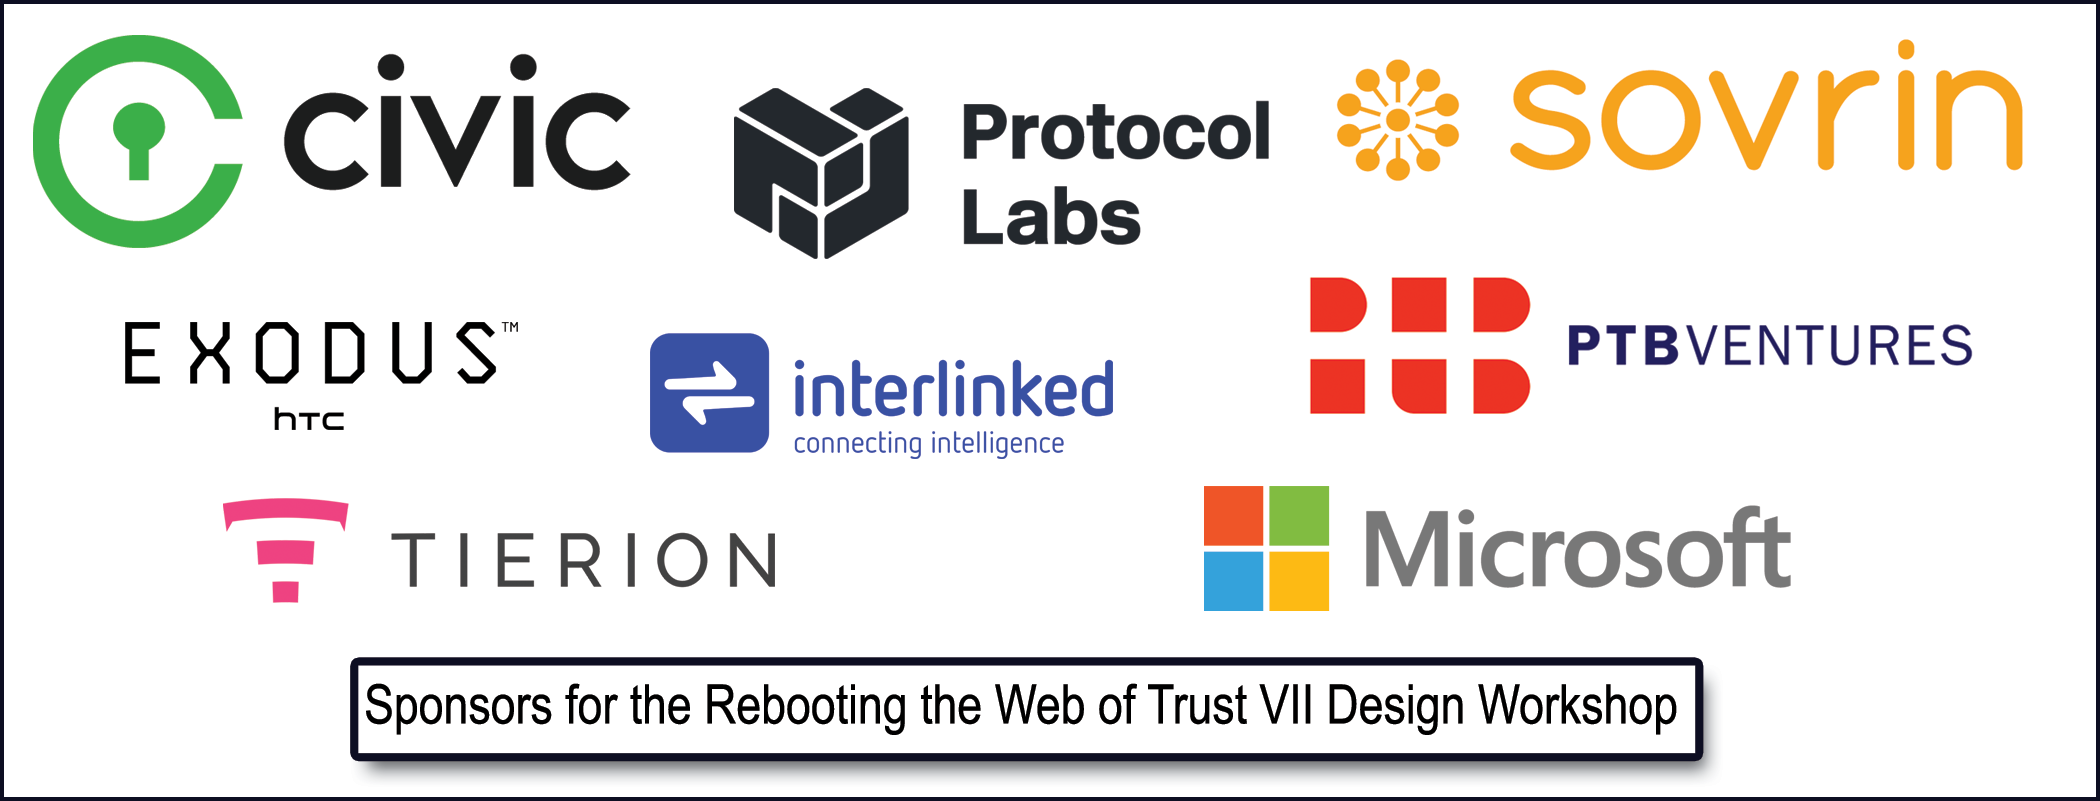 civic
Protocol
Labs
sovrin
EXODUS™
hTC
interlinked
connecting intelligence
PTBVENTURES
TIERION
Microsoft
Sponsors for the Rebooting the Web of Trust VII Design Workshop